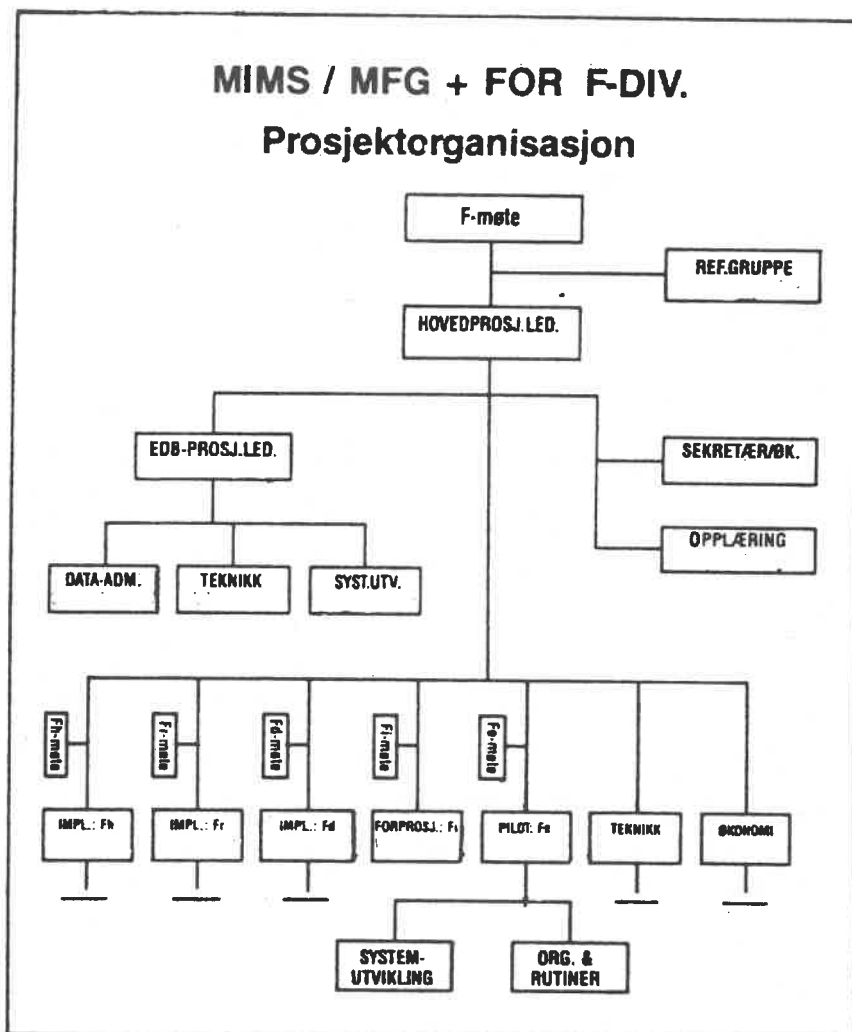 MIMS / MFG + FOR F-DIV.
Prosjektorganisasjon
F-møte
REF.GRUPPE
HOVEDPROSJ.LED.
EDB-PROSJ.LED.
SEKRETÆR/ØK.
OPPLÆRING
DATA-ADM.
TEKNIKK
SYST.UTV.
Fh-møte
Fr-møte
Fd-møte
Fi-møte
Fe-møte
IMPL.: Fh
IMPL.: Fr
IMPL.: Fd
FORPROSJ.: Fi
PILOT: Fe
TEKNIKK
ØKONOMI
SYSTEM-
UTVIKLING
ORG. &
RUTINER